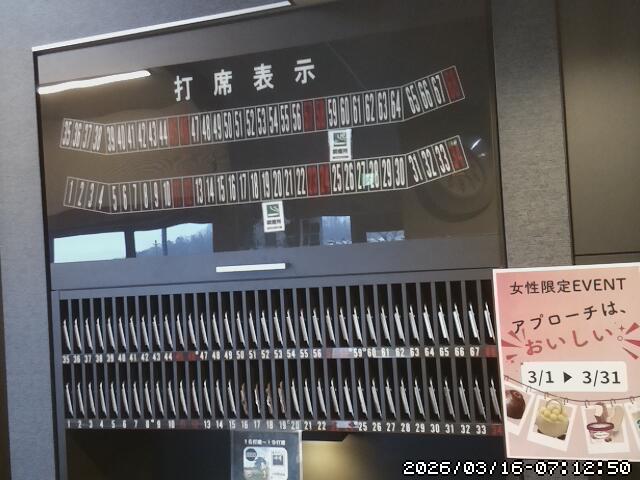 打席表示
35 36 37 38 39 40 41 42 43 44 47 48 49 50 51 52 53 54 55 56 59 60 61 62 63 64 65 66 67
1 2 3 4 5 6 7 8 9 10 13 14 15 16 17 18 19 20 21 22 25 26 27 28 29 30 31 32 33 34
35 36 37 38 39 40 41 42 43 44 47 48 49 50 51 52 53 54 55 56 59 60 61 62 63 64 65 66 67
1 2 3 4 5 6 7 8 9 10 13 14 15 16 17 18 19 20 21 22 25 26 27 28 29 30 31 32 33 34
女性限定EVENT
アプローチは、
おいしい。
3/1 ▶ 3/31
2026/03/16-07:12:50